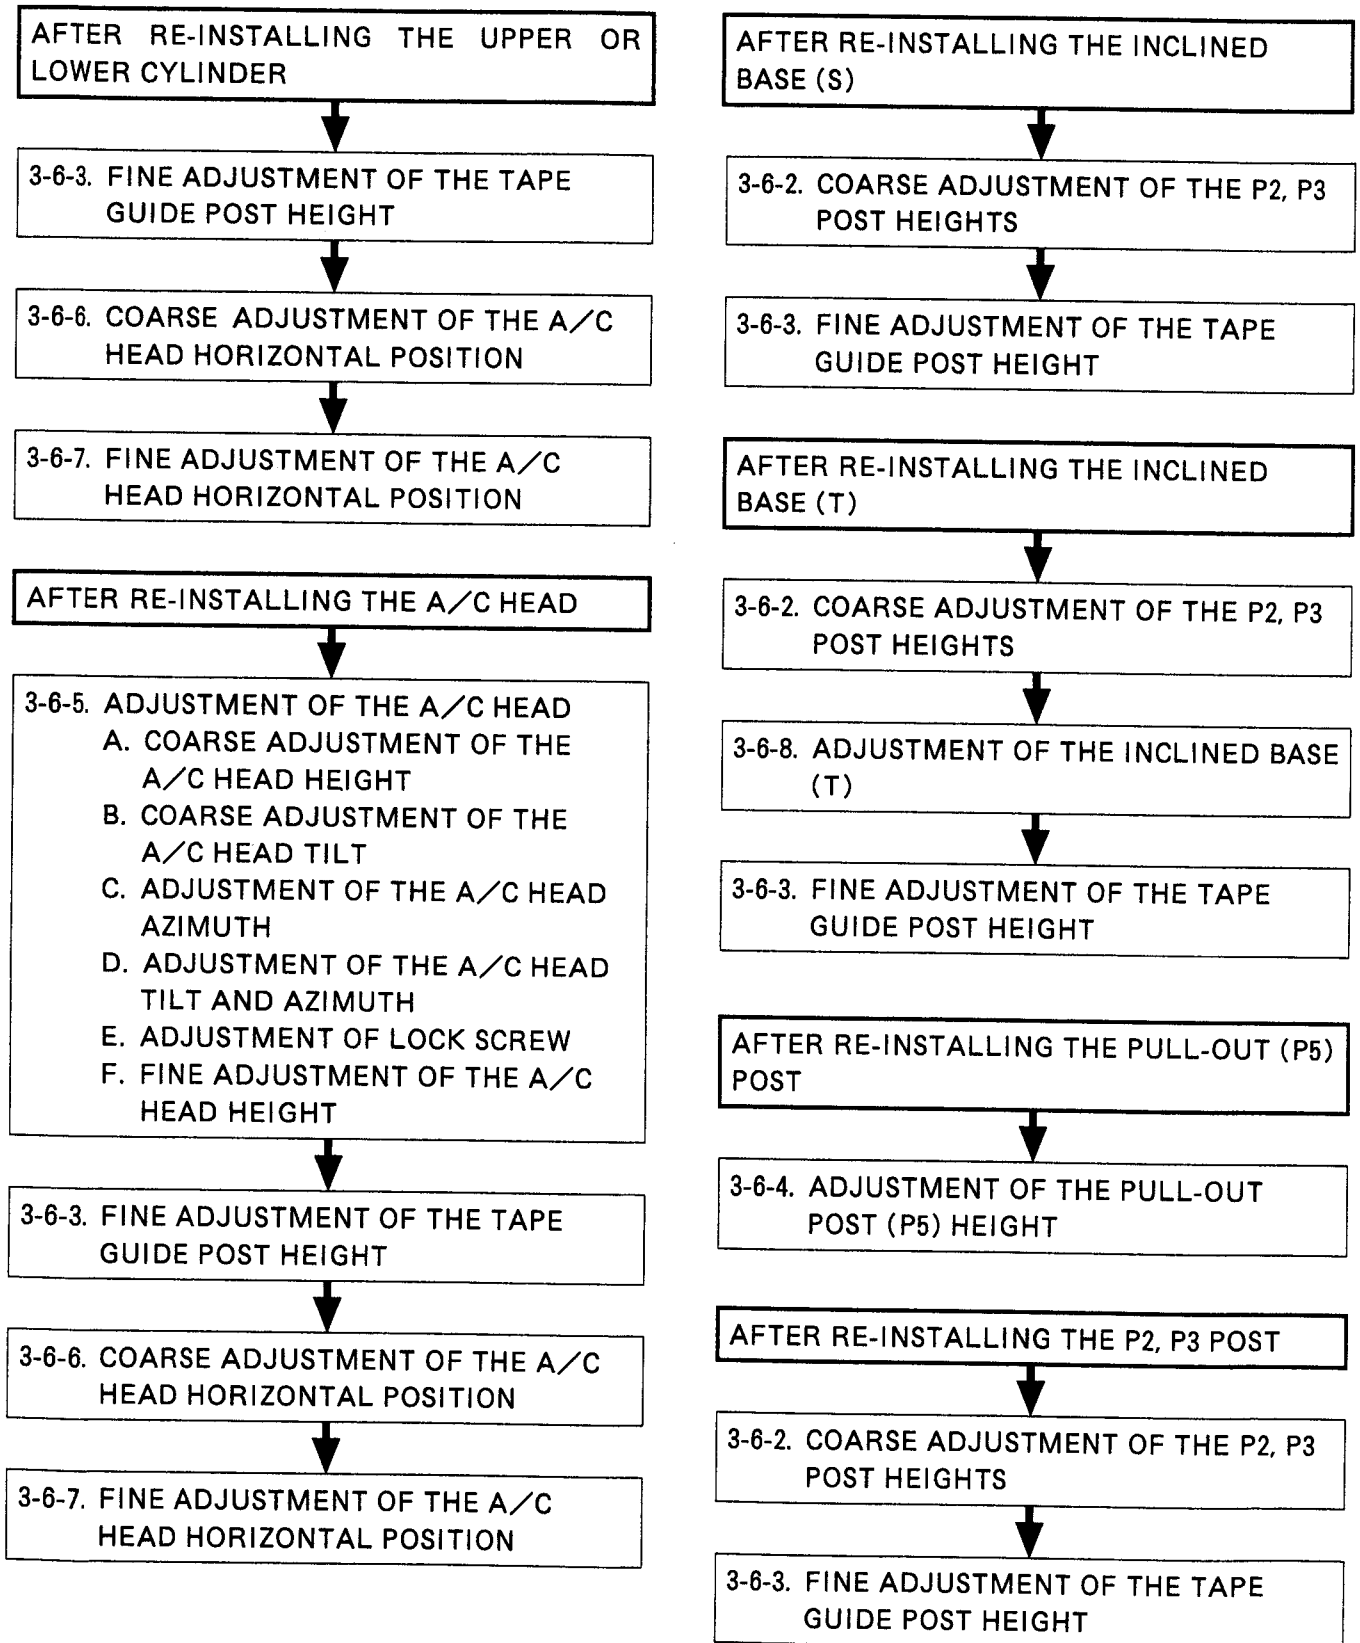 AFTER RE-INSTALLING THE UPPER OR
LOWER CYLINDER
3-6-3. FINE ADJUSTMENT OF THE TAPE
GUIDE POST HEIGHT
3-6-6. COARSE ADJUSTMENT OF THE A/C
HEAD HORIZONTAL POSITION
3-6-7. FINE ADJUSTMENT OF THE A/C
HEAD HORIZONTAL POSITION
AFTER RE-INSTALLING THE A/C HEAD
3-6-5. ADJUSTMENT OF THE A/C HEAD
A. COARSE ADJUSTMENT OF THE
A/C HEAD HEIGHT
B. COARSE ADJUSTMENT OF THE
A/C HEAD TILT
C. ADJUSTMENT OF THE A/C HEAD
AZIMUTH
D. ADJUSTMENT OF THE A/C HEAD
TILT AND AZIMUTH
E. ADJUSTMENT OF LOCK SCREW
F. FINE ADJUSTMENT OF THE A/C
HEAD HEIGHT
3-6-3. FINE ADJUSTMENT OF THE TAPE
GUIDE POST HEIGHT
3-6-6. COARSE ADJUSTMENT OF THE A/C
HEAD HORIZONTAL POSITION
3-6-7. FINE ADJUSTMENT OF THE A/C
HEAD HORIZONTAL POSITION
AFTER RE-INSTALLING THE INCLINED
BASE (S)
3-6-2. COARSE ADJUSTMENT OF THE P2, P3
POST HEIGHTS
3-6-3. FINE ADJUSTMENT OF THE TAPE
GUIDE POST HEIGHT
AFTER RE-INSTALLING THE INCLINED
BASE (T)
3-6-2. COARSE ADJUSTMENT OF THE P2, P3
POST HEIGHTS
3-6-8. ADJUSTMENT OF THE INCLINED BASE
(T)
3-6-3. FINE ADJUSTMENT OF THE TAPE
GUIDE POST HEIGHT
AFTER RE-INSTALLING THE PULL-OUT (P5)
POST
3-6-4. ADJUSTMENT OF THE PULL-OUT
POST (P5) HEIGHT
AFTER RE-INSTALLING THE P2, P3 POST
3-6-2. COARSE ADJUSTMENT OF THE P2, P3
POST HEIGHTS
3-6-3. FINE ADJUSTMENT OF THE TAPE
GUIDE POST HEIGHT